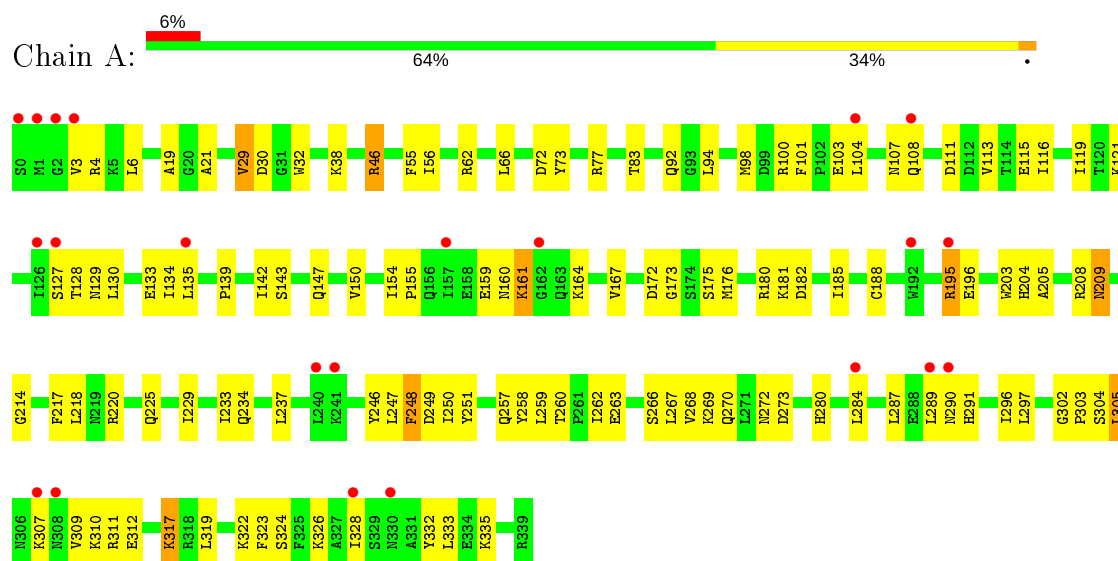 6%
Chain A:
64% 34% •
S0 M1 G2 V3 R4 K5 L6 A19 G20 A21 V29 D30 G31 W32 K38 R46 F55 I56 R62 L66 D72 Y73 R77 T83 Q92 G93 L94 M98 D99 R100 F101 P102 E103 L104 N107 Q108 D111 D112 V113 T114 E115 I116 I119 T120 K121
I126 S127 T128 N129 L130 E133 I134 L135 P139 I142 S143 Q147 V150 I154 P155 Q156 I157 E158 E159 N160 K161 G162 Q163 K164 V167 D172 G173 S174 S175 M176 R180 K181 D182 I185 C188 W192 R195 E196 W203 H204 A205 R208 N209
G214 F217 L218 N219 R220 Q225 I229 I233 Q234 L237 L240 K241 Y246 L247 F248 D249 I250 Y251 Q257 Y258 L259 T260 P261 I262 E263 S266 L267 V268 K269 Q270 L271 N272 D273 H280 L284 L287 E288 L289 N290 H291 I296 L297 G302 P303 S304 L305
N306 K307 N308 V309 K310 R311 E312 K317 R318 L319 K322 F323 S324 F325 K326 A327 I328 S329 N330 A331 Y332 L333 E334 K335 R339